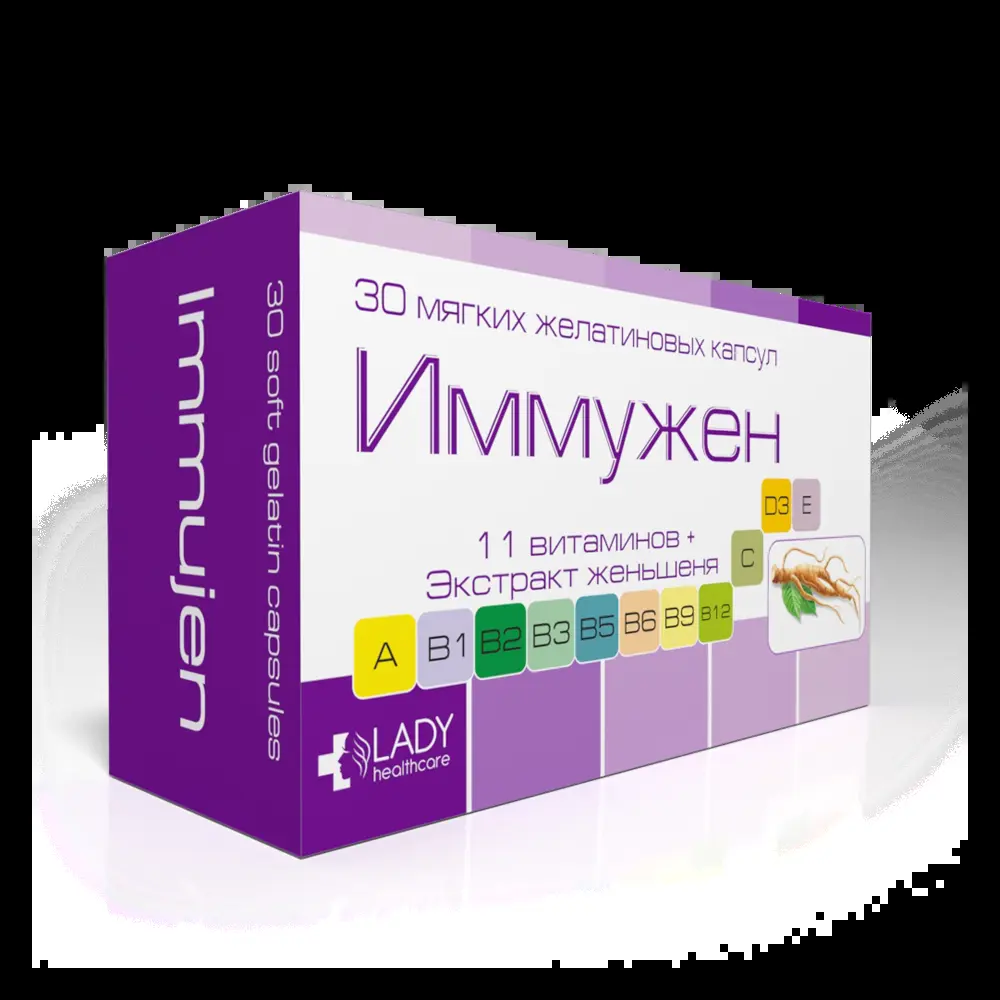 Immujen
30 soft gelatin capsules
30 мягких желатиновых капсул
Иммужен
11 витаминов +
Экстракт женьшеня
D3 E
C
A B1 B2 B3 B5 B6 B9 B12
LADY
healthcare